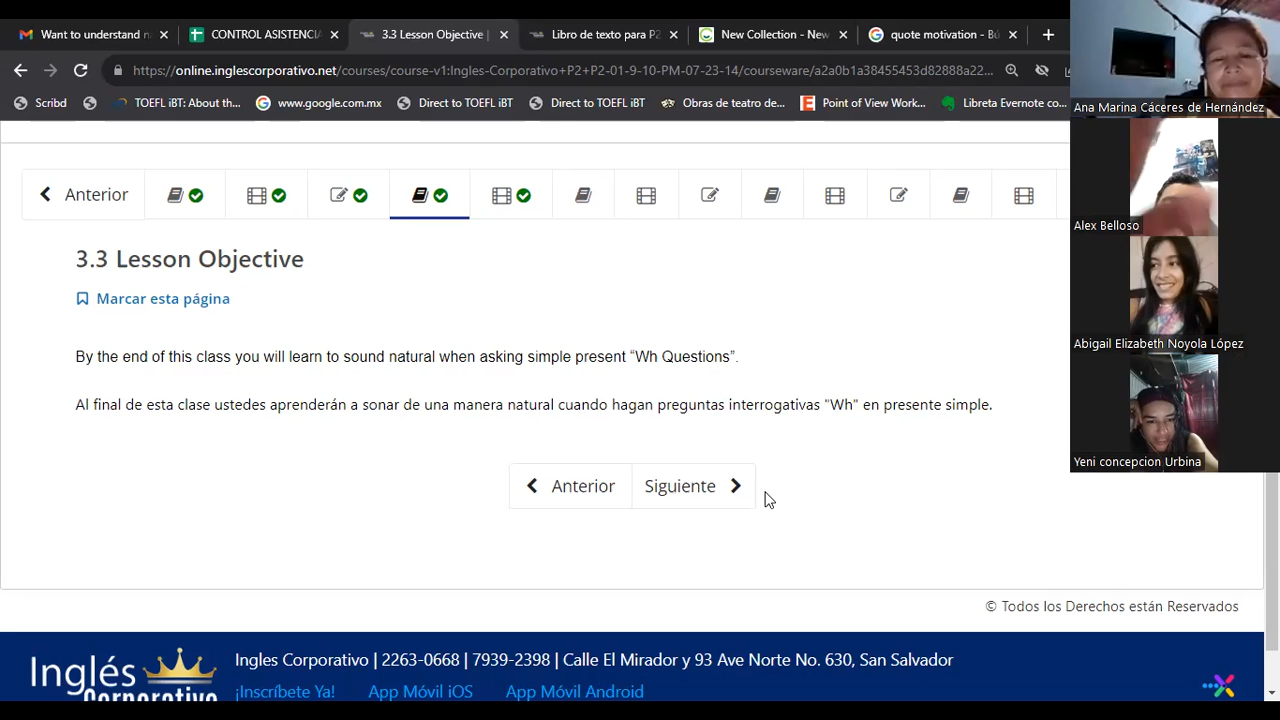 Want to understand n
CONTROL ASISTENCIA
3.3 Lesson Objective |
Libro de texto para P2
New Collection - New
quote motivation - Bú
https://online.inglescorporativo.net/courses/course-v1:Ingles-Corporativo+P2+P2-01-9-10-PM-07-23-14/courseware/a2a0b1a38455453d82888a22...
Scribd
TOEFL iBT: About th...
www.google.com.mx
Direct to TOEFL iBT
Direct to TOEFL iBT
Obras de teatro de...
Point of View Work...
Libreta Evernote co...
Ana Marina Cáceres de Hernández
Alex Belloso
Abigail Elizabeth Noyola López
Yeni concepcion Urbina
Anterior
3.3 Lesson Objective
Marcar esta página
By the end of this class you will learn to sound natural when asking simple present “Wh Questions”.
Al final de esta clase ustedes aprenderán a sonar de una manera natural cuando hagan preguntas interrogativas "Wh" en presente simple.
Anterior
Siguiente
© Todos los Derechos están Reservados
Inglés
Corporativo
Ingles Corporativo | 2263-0668 | 7939-2398 | Calle El Mirador y 93 Ave Norte No. 630, San Salvador
¡Inscríbete Ya!
App Móvil iOS
App Móvil Android